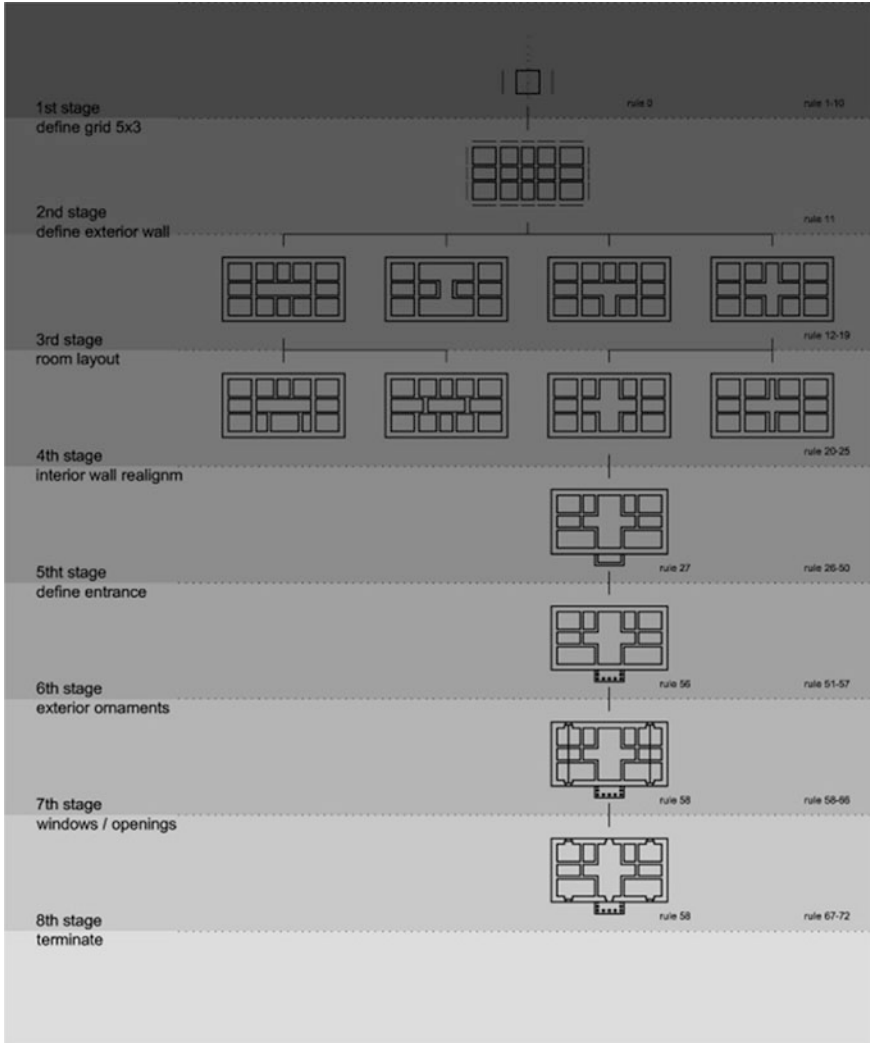 rule 0
rule 1-10
1st stage
define grid 5x3
2nd stage
rule 11
define exterior wall
3rd stage
rule 12-19
room layout
4th stage
rule 20-25
interior wall realignm
5tht stage
rule 27
rule 26-50
define entrance
6th stage
rule 56
rule 51-57
exterior ornaments
7th stage
rule 58
rule 58-66
windows / openings
8th stage
rule 58
rule 67-72
terminate